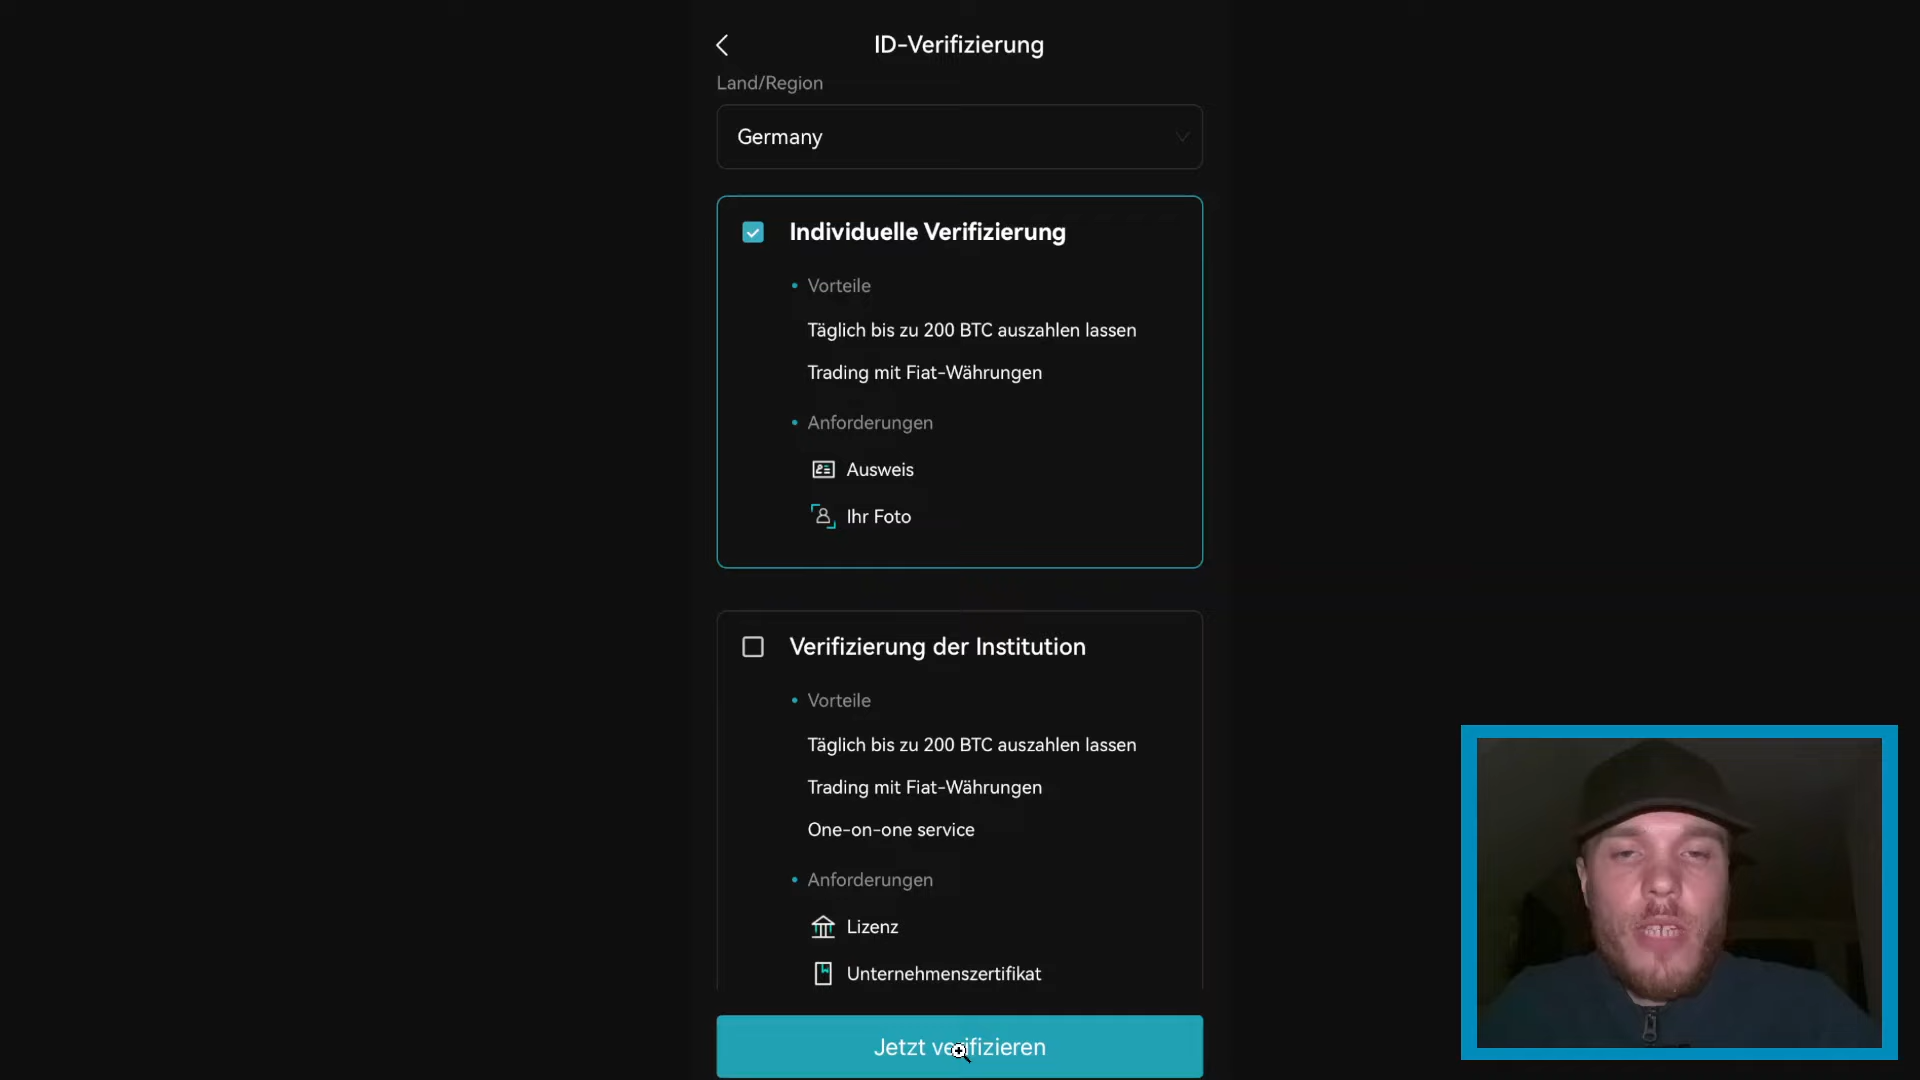 ID-Verifizierung
Land/Region
Germany
Individuelle Verifizierung
Vorteile
Täglich bis zu 200 BTC auszahlen lassen
Trading mit Fiat-Währungen
Anforderungen
Ausweis
Ihr Foto
Verifizierung der Institution
Vorteile
Täglich bis zu 200 BTC auszahlen lassen
Trading mit Fiat-Währungen
One-on-one service
Anforderungen
Lizenz
Unternehmenszertifikat
Jetzt verifizieren